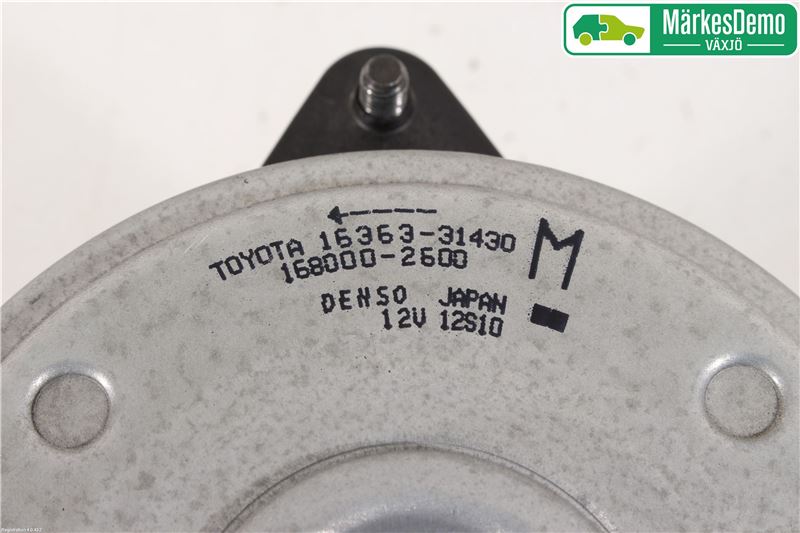 MärkesDemo
VÄXJÖ
TOYOTA 16363-31430
168000-2600
M
DENSO JAPAN
12V 12S10